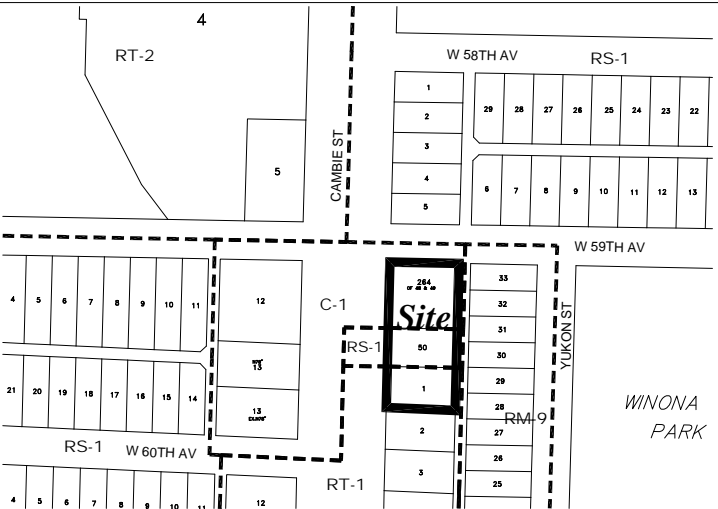 4
RT-2
W 58TH AV
RS-1
1
29 28 27 26 25 24 23 22
2
3
CAMBIE ST
5
4
6 7 8 9 10 11 12 13
5
W 59TH AV
264
OF 48 & 49
33
4 5 6 7 8 9 10 11
12
C-1
32
Site
31
YUKON ST
RS-1
50
30
13
29
21 20 19 18 17 16 15 14
1
28
WINONA
13
RM-9
2
27
PARK
RS-1
W 60TH AV
26
3
25
RT-1
4 5 6 7 8 9 10 11
12